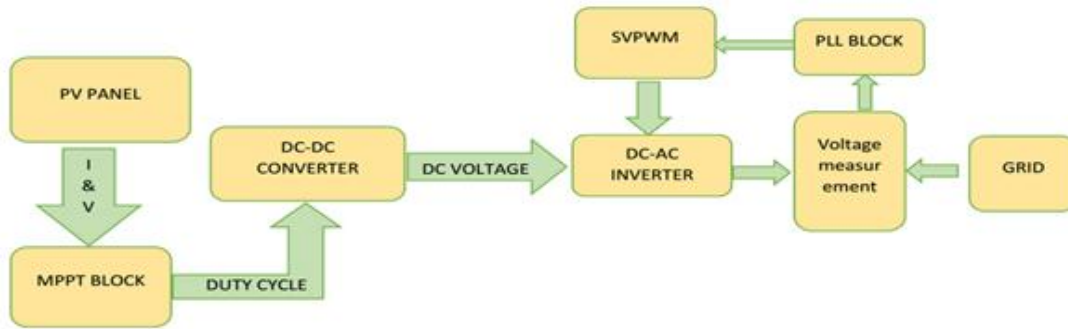 PV PANEL
I
&
V
MPPT BLOCK
DUTY CYCLE
DC-DC
CONVERTER
DC VOLTAGE
SVPWM
DC-AC
INVERTER
PLL BLOCK
Voltage
measur
ement
GRID